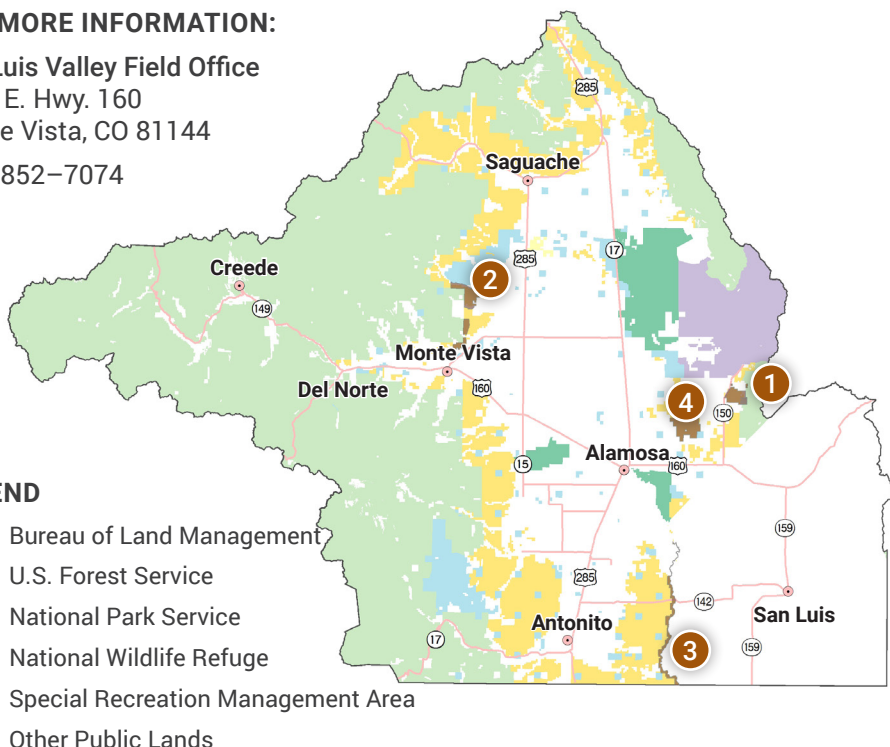 MORE INFORMATION:
Luis Valley Field Office
E. Hwy. 160
e Vista, CO 81144
852–7074
285
Saguache
Creede
149
285
17
2
Monte Vista
Del Norte
160
1
4
150
Alamosa
15
160
END
Bureau of Land Management
U.S. Forest Service
National Park Service
National Wildlife Refuge
Special Recreation Management Area
Other Public Lands
159
285
142
San Luis
Antonito
17
3
159